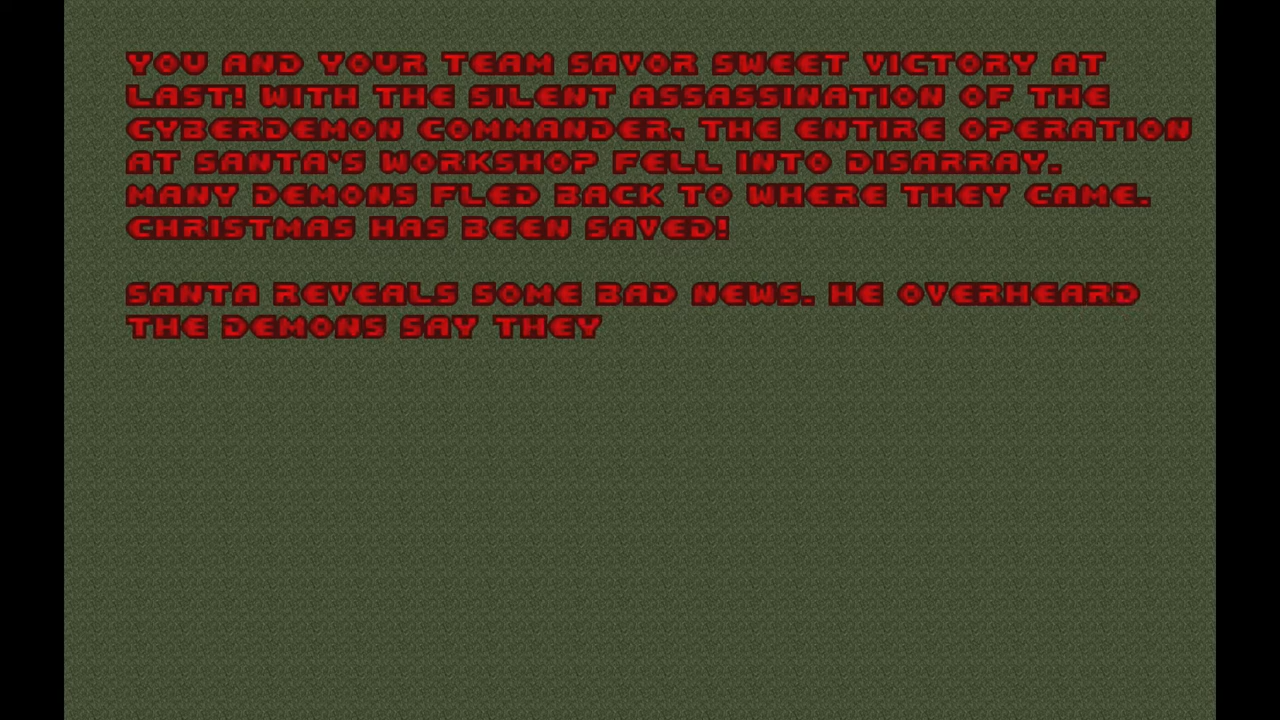 YOU AND YOUR TEAM SAVOR SWEET VICTORY AT
LAST! WITH THE SILENT ASSASSINATION OF THE
CYBERDEMON COMMANDER, THE ENTIRE OPERATION
AT SANTA'S WORKSHOP FELL INTO DISARRAY.
MANY DEMONS FLED BACK TO WHERE THEY CAME.
CHRISTMAS HAS BEEN SAVED!
SANTA REVEALS SOME BAD NEWS. HE OVERHEARD
THE DEMONS SAY THEY